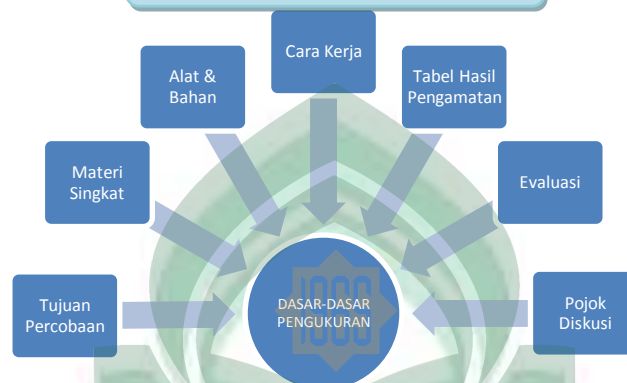 Cara Kerja
Alat &
Bahan
Tabel Hasil
Pengamatan
Materi
Singkat
Evaluasi
Tujuan
Percobaan
DASAR-DASAR
PENGUKURAN
Pojok
Diskusi